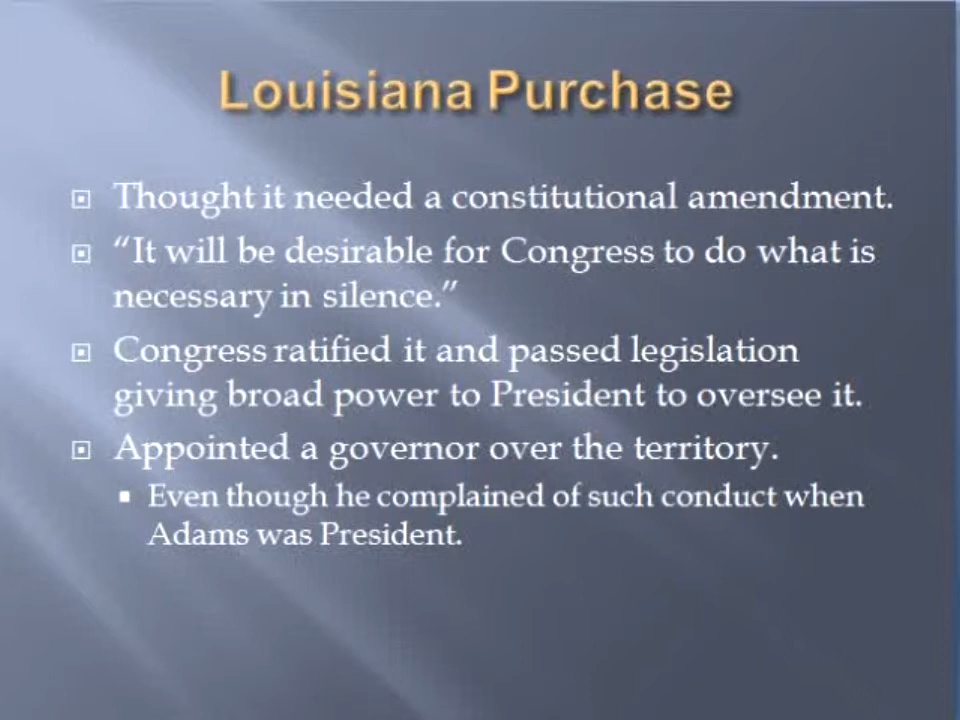 Louisiana Purchase
Thought it needed a constitutional amendment.
“It will be desirable for Congress to do what is
necessary in silence.”
Congress ratified it and passed legislation
giving broad power to President to oversee it.
Appointed a governor over the territory.
Even though he complained of such conduct when
Adams was President.